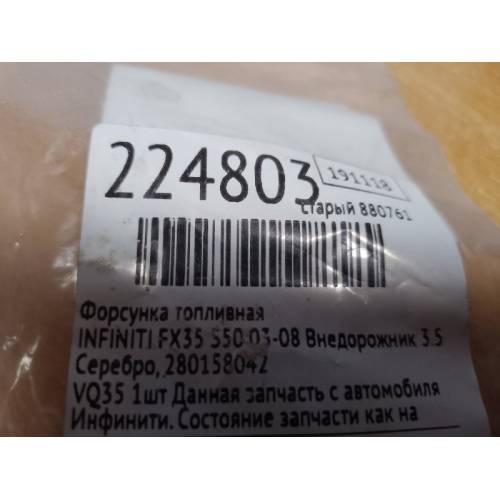 224803
191118
старый 880761
Форсунка топливная
INFINITI FX35 S50 03-08 Внедорожник 3.5
Серебро, 280158042
VQ35 1шт Данная запчасть с автомобиля
Инфинити. Состояние запчасти как на